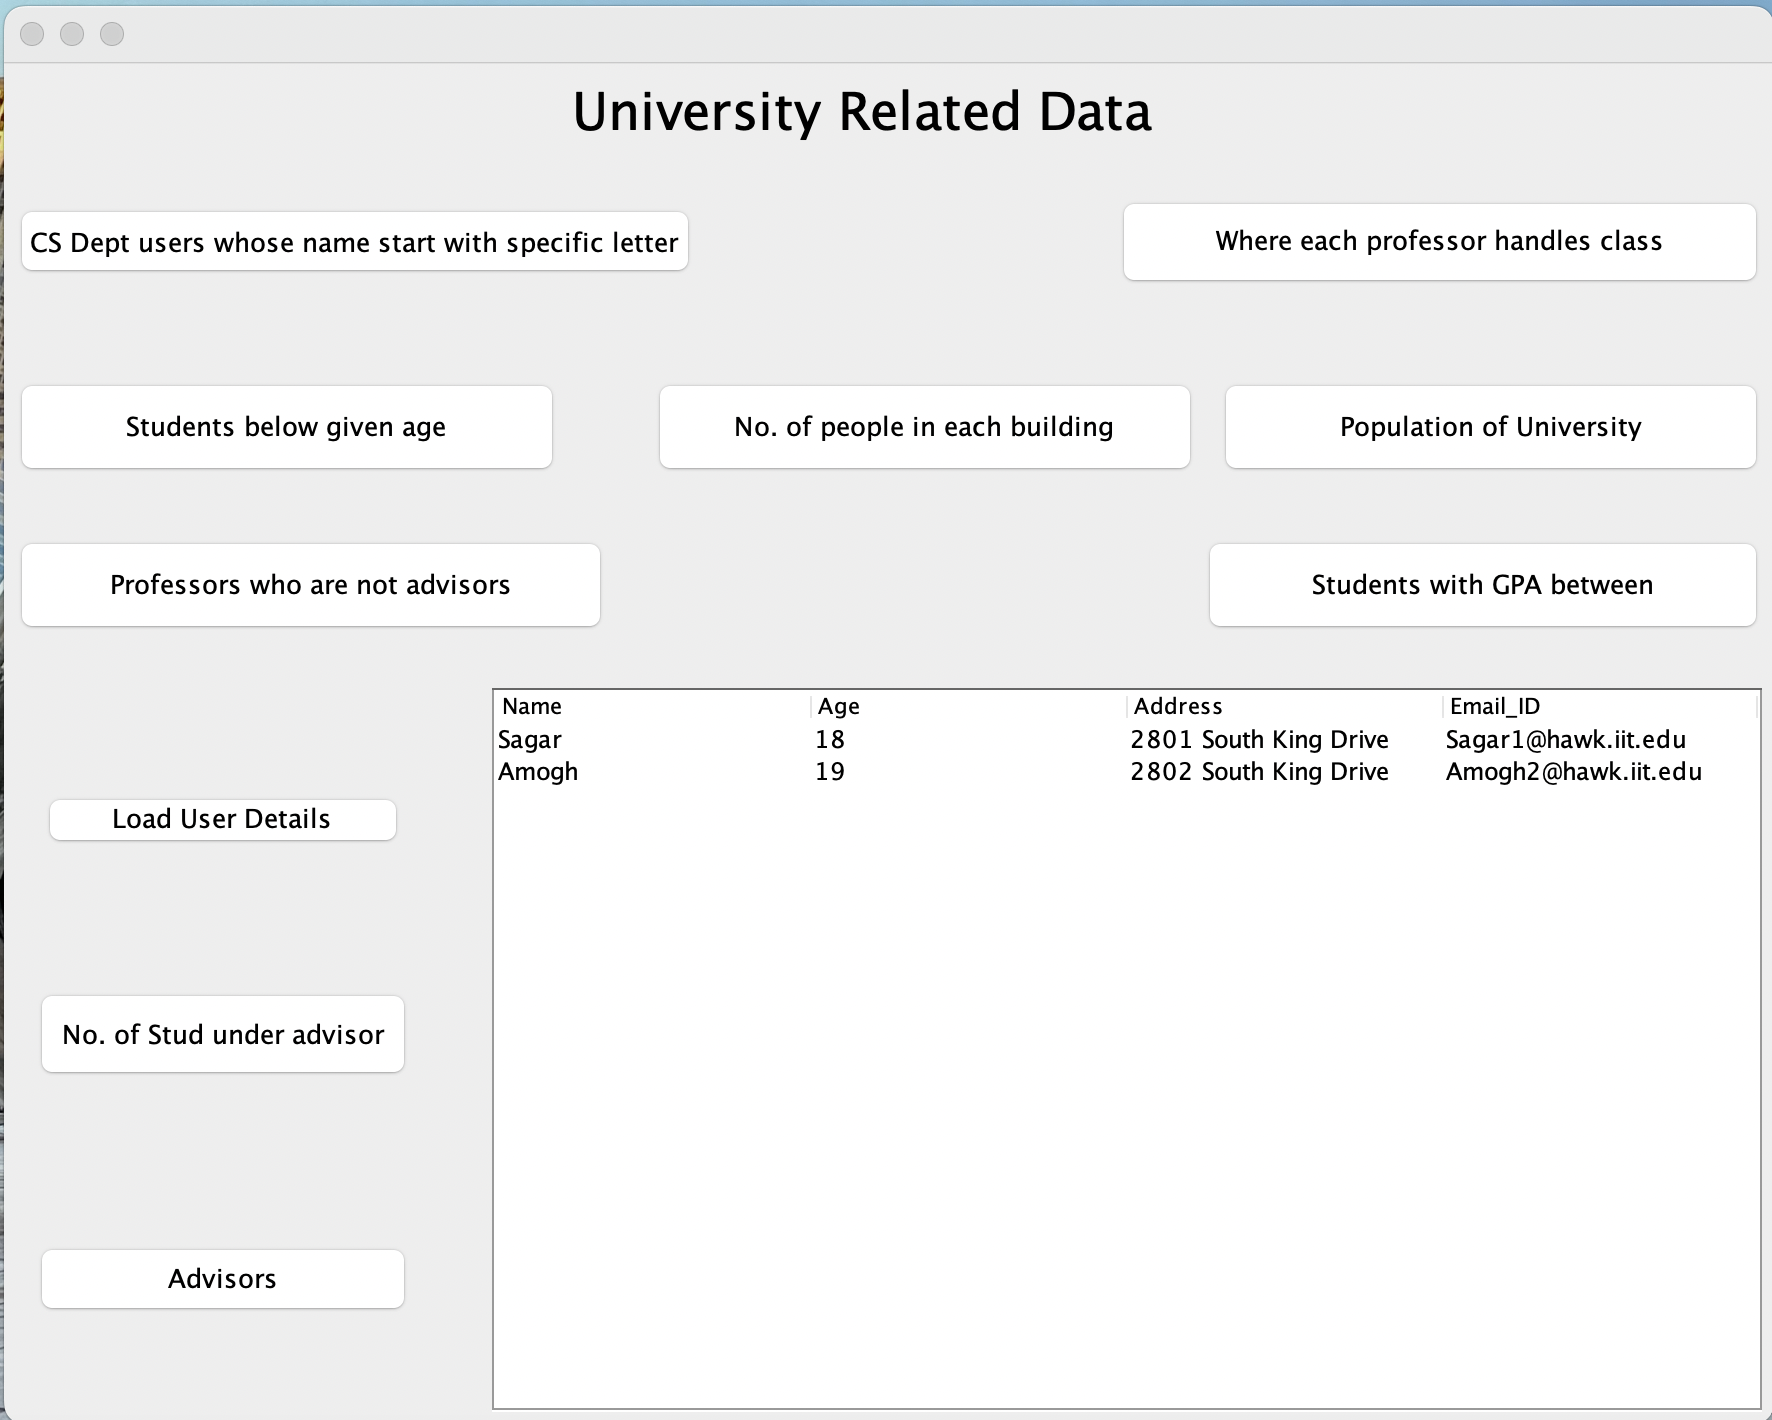 University Related Data
CS Dept users whose name start with specific letter
Where each professor handles class
Students below given age
No. of people in each building
Population of University
Professors who are not advisors
Students with GPA between
Name Age Address Email_ID
Sagar 18 2801 South King Drive Sagar1@hawk.iit.edu
Amogh 19 2802 South King Drive Amogh2@hawk.iit.edu
Load User Details
No. of Stud under advisor
Advisors